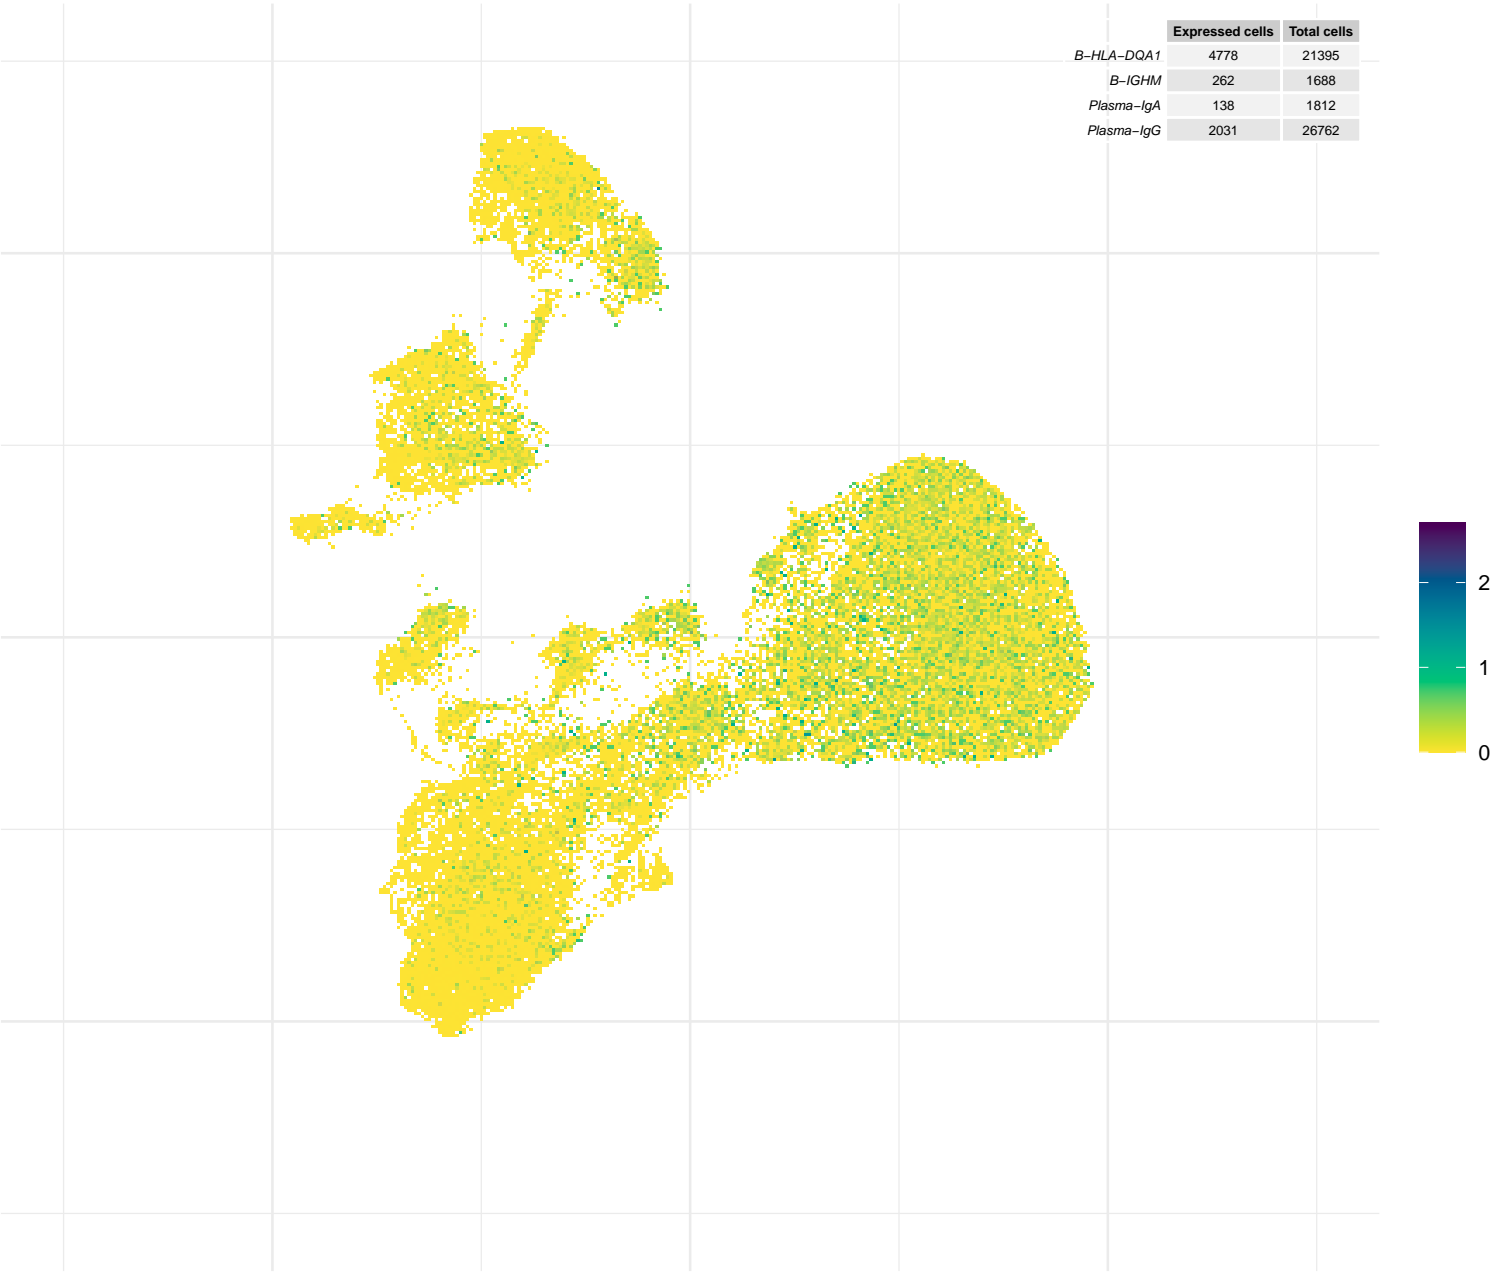 Expressed cells Total cells
B−HLA−DQA1 4778 21395
B−IGHM 262 1688
Plasma−IgA 138 1812
Plasma−IgG 2031 26762
2
1
0